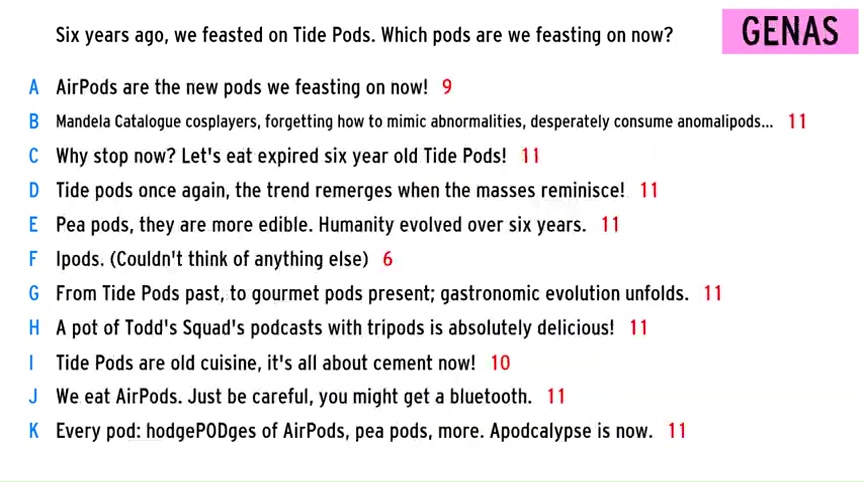 Six years ago, we feasted on Tide Pods. Which pods are we feasting on now?
GENAS
A AirPods are the new pods we feasting on now! 9
B Mandela Catalogue cosplayers, forgetting how to mimic abnormalities, desperately consume anomalipods... 11
C Why stop now? Let's eat expired six year old Tide Pods! 11
D Tide pods once again, the trend remerges when the masses reminisce! 11
E Pea pods, they are more edible. Humanity evolved over six years. 11
F Ipods. (Couldn't think of anything else) 6
G From Tide Pods past, to gourmet pods present; gastronomic evolution unfolds. 11
H A pot of Todd's Squad's podcasts with tripods is absolutely delicious! 11
I Tide Pods are old cuisine, it's all about cement now! 10
J We eat AirPods. Just be careful, you might get a bluetooth. 11
K Every pod: hodgePODges of AirPods, pea pods, more. Apodcalypse is now. 11